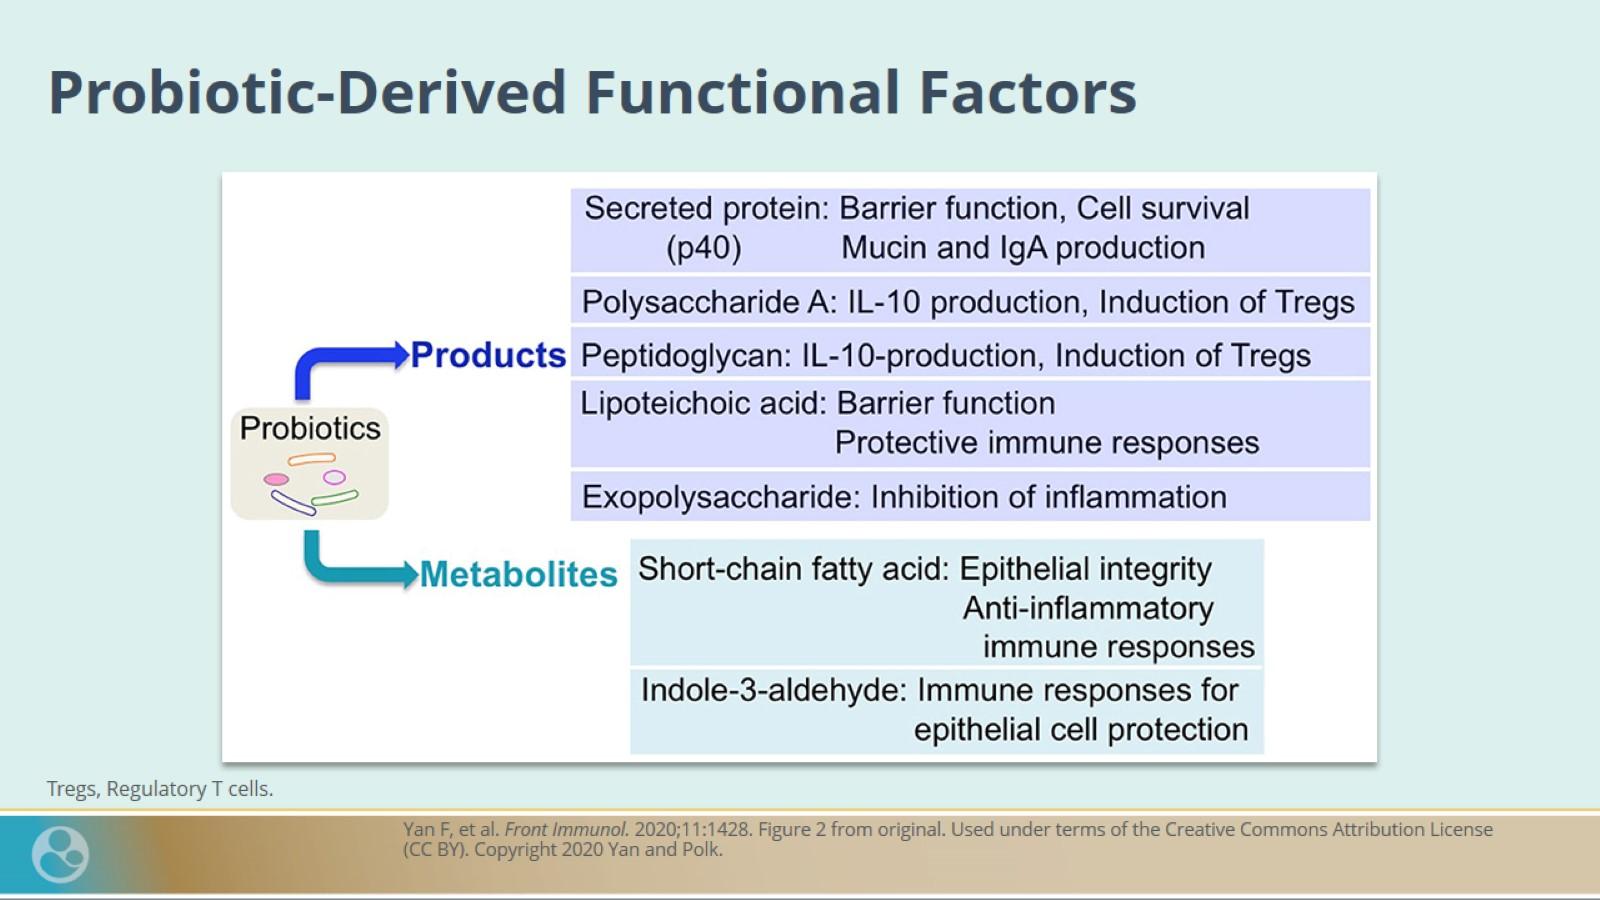 Probiotic-Derived Functional Factors
Secreted protein: Barrier function, Cell survival
(p40) Mucin and IgA production
Polysaccharide A: IL-10 production, Induction of Tregs
Products
Peptidoglycan: IL-10-production, Induction of Tregs
Lipoteichoic acid: Barrier function
Protective immune responses
Probiotics
Exopolysaccharide: Inhibition of inflammation
Metabolites
Short-chain fatty acid: Epithelial integrity
Anti-inflammatory
immune responses
Indole-3-aldehyde: Immune responses for
epithelial cell protection
Tregs, Regulatory T cells.
Yan F, et al. Front Immunol. 2020;11:1428. Figure 2 from original. Used under terms of the Creative Commons Attribution License
(CC BY). Copyright 2020 Yan and Polk.